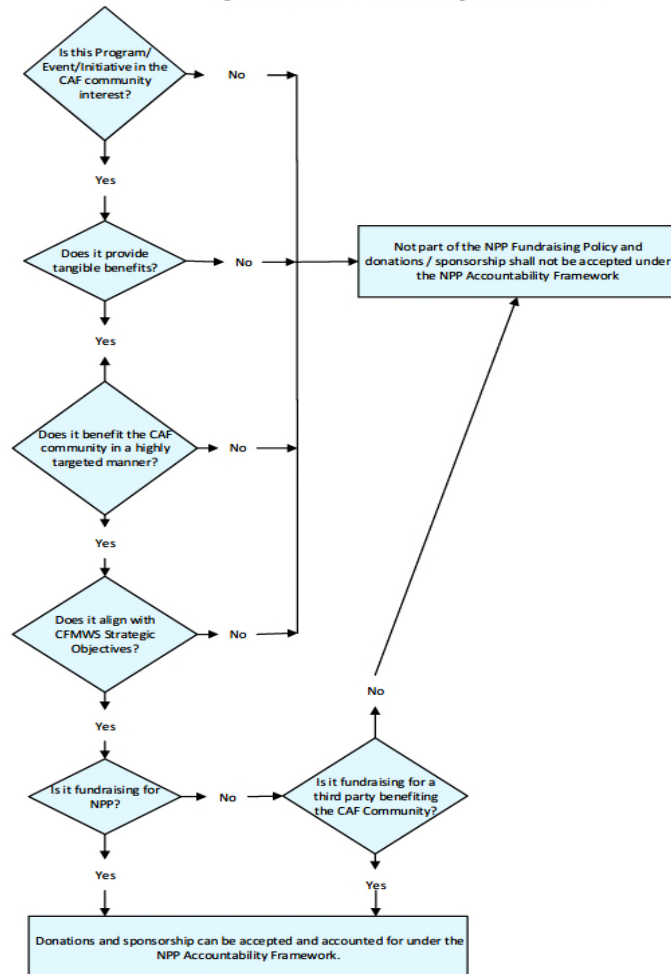 Is this Program/
Event/Initiative in the
CAF community
interest?
No
Yes
Does it provide
tangible benefits?
No
Not part of the NPP Fundraising Policy and
donations / sponsorship shall not be accepted under
the NPP Accountability Framework
Yes
Does it benefit the CAF
community in a highly
targeted manner?
No
Yes
Does it align with
CFMWS Strategic
Objectives?
No
No
Yes
Is it fundraising for
NPP?
No
Is it fundraising for a
third party benefiting
the CAF Community?
Yes
Yes
Donations and sponsorship can be accepted and accounted for under the
NPP Accountability Framework.